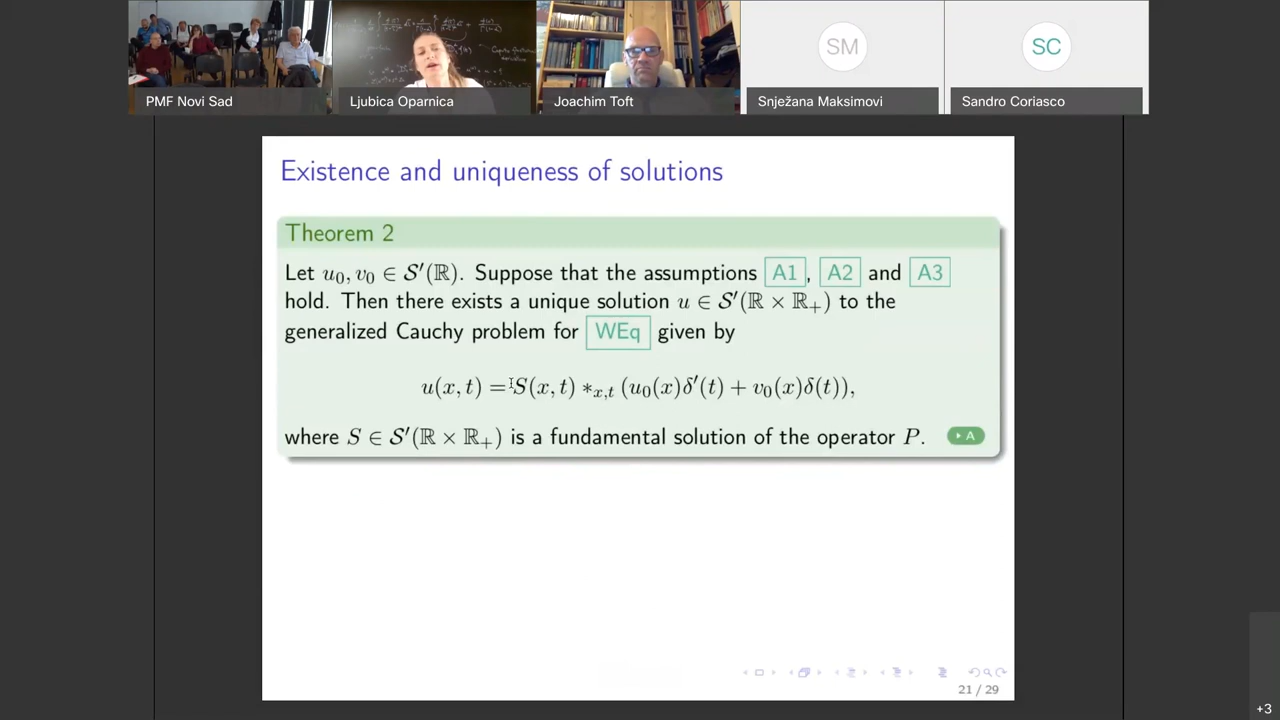 PMF Novi Sad
Ljubica Oparnica
Joachim Toft
SM
Snježana Maksimovi
SC
Sandro Coriasco
Existence and uniqueness of solutions
Theorem 2
Let u₀, v₀ ∈ 𝒮′(ℝ). Suppose that the assumptions A1 , A2 and A3
hold. Then there exists a unique solution u ∈ 𝒮′(ℝ × ℝ₊) to the
generalized Cauchy problem for WEq given by
u(x, t) = S(x, t) ∗ₓ,ₜ (u₀(x)δ′(t) + v₀(x)δ(t)),
where S ∈ 𝒮′(ℝ × ℝ₊) is a fundamental solution of the operator P.
A
21 / 29
+3